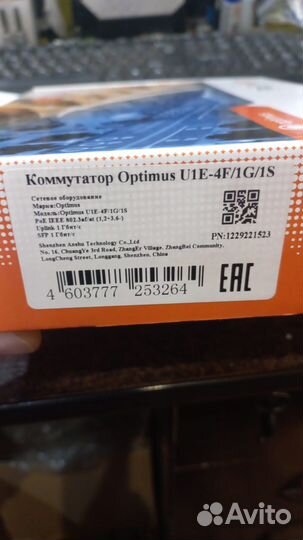 Коммутатор Optimus U1E-4F/1G/1S
Сетевое оборудование
Марка:Optimus
Модель:Optimus U1E-4F/1G/1S
PoE IEEE 802.3af/at (1,2+3,6-)
Uplink 1 Гбит/с
SFP 1 Гбит/с
PN:1229221523
Shenzhen Anshu Technology Co.,Ltd
No. 16, ChuangYe 3rd Road, ZhangEr Village, ZhangBei Community,
LongCheng Street, Longgang, Shenzhen, China
4 603777 253264
EAC
Avito